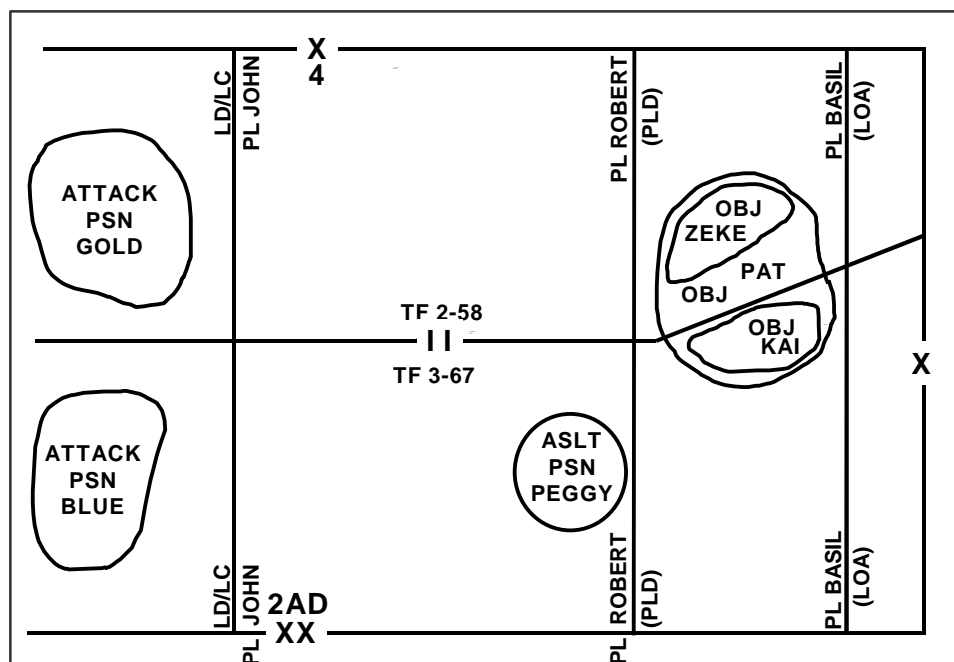 X
4
LD/LC
PL JOHN
PL ROBERT
(PLD)
PL BASIL
(LOA)
ATTACK
PSN
GOLD
OBJ
ZEKE
PAT
OBJ
TF 2-58
I I
TF 3-67
OBJ
KAI
X
ATTACK
PSN
BLUE
ASLT
PSN
PEGGY
LD/LC
PL JOHN
2AD
XX
PL ROBERT
(PLD)
PL BASIL
(LOA)